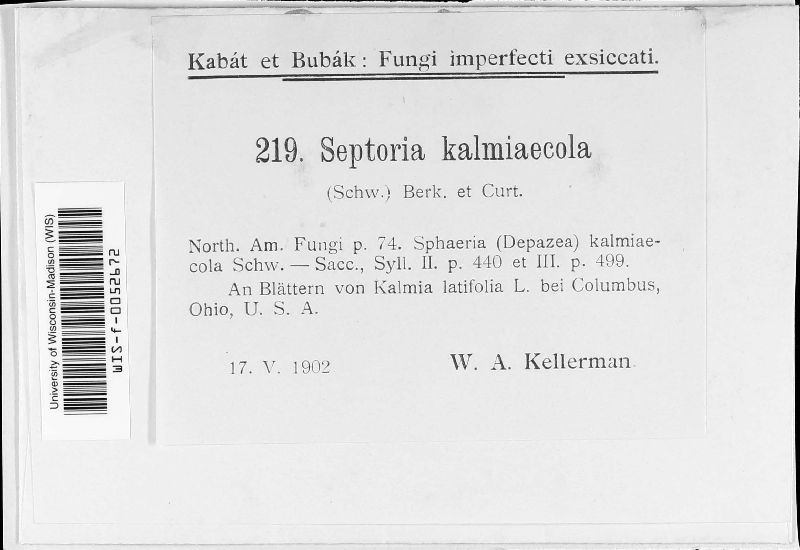 Kabát et Bubák: Fungi imperfecti exsiccati.
219. Septoria kalmiaecola
(Schw.) Berk. et Curt.
North. Am. Fungi p. 74. Sphaeria (Depazea) kalmiae-
cola Schw. — Sacc., Syll. II. p. 440 et III. p. 499.
An Blättern von Kalmia latifolia L. bei Columbus,
Ohio, U. S. A.
17. V. 1902
W. A. Kellerman.
University of Wisconsin-Madison (WIS)
WIS-f-0052672